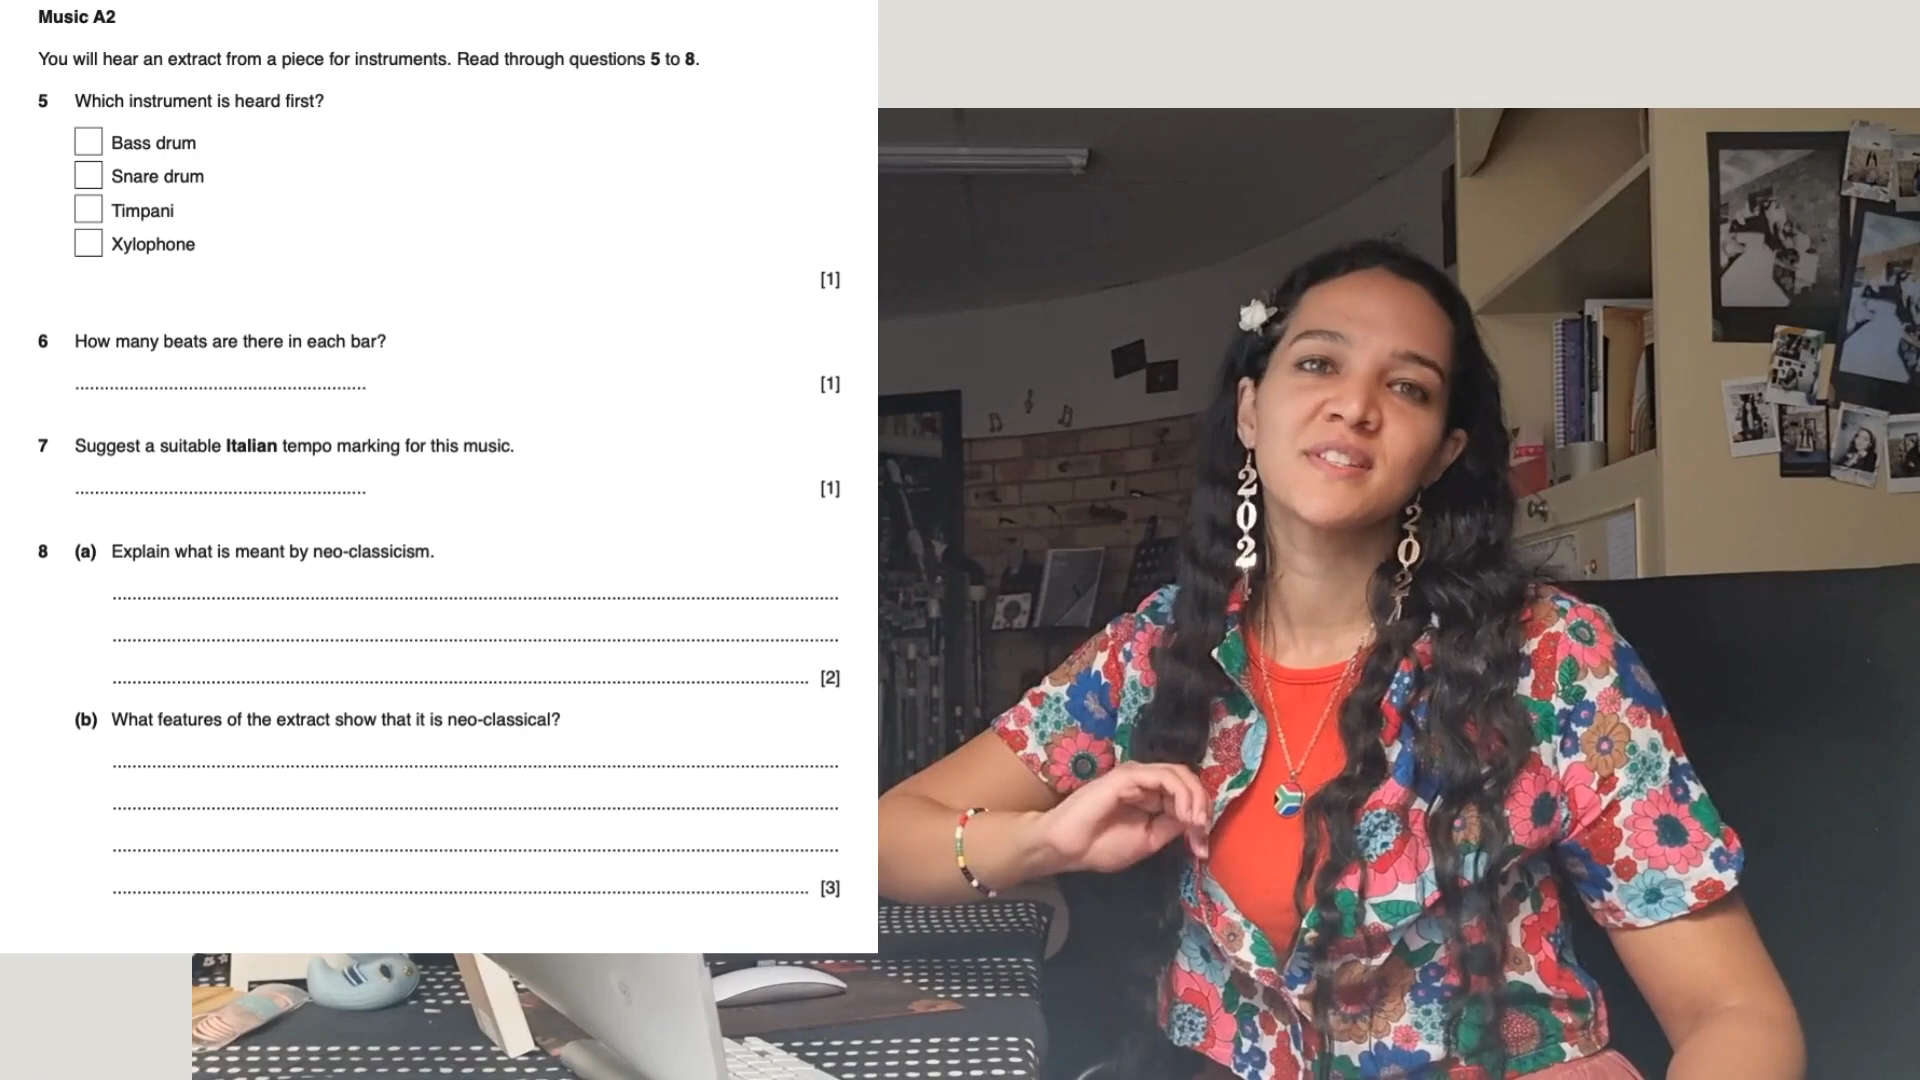 Music A2
You will hear an extract from a piece for instruments. Read through questions 5 to 8.
5 Which instrument is heard first?
Bass drum
Snare drum
Timpani
Xylophone
[1]
6 How many beats are there in each bar?
[1]
7 Suggest a suitable Italian tempo marking for this music.
[1]
8 (a) Explain what is meant by neo-classicism.
[2]
(b) What features of the extract show that it is neo-classical?
[3]
2021
2021